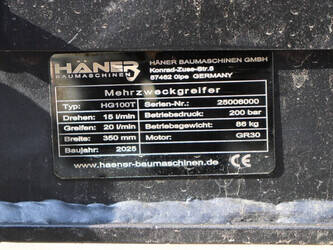 HÄNER
BAUMASCHINEN
HÄNER BAUMASCHINEN GMBH
Konrad-Zuse-Str.5
57462 Olpe GERMANY
Mehrzweckgreifer
Typ: HG100T Serien-Nr.: 25006000
Drehen: 15 l/min Betriebsdruck: 200 bar
Greifen: 20 l/min Betriebsgewicht: 86 kg
Breite: 350 mm Motor: GR30
Baujahr: 2025
www.haener-baumaschinen.de CE